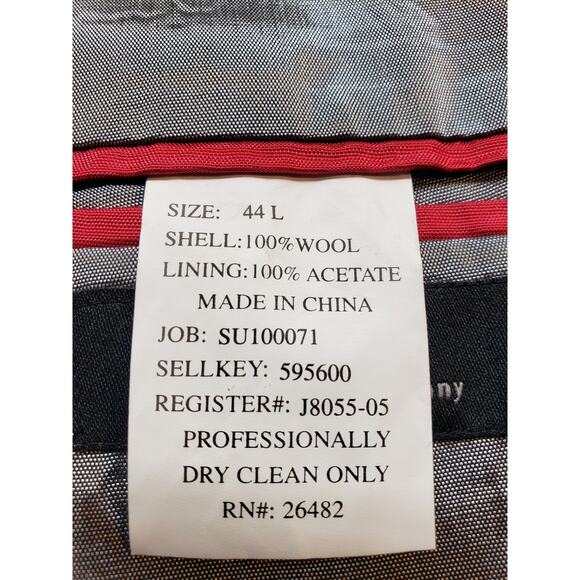 SIZE: 44 L
SHELL:100%WOOL
LINING:100% ACETATE
MADE IN CHINA
JOB: SU100071
SELLKEY: 595600
REGISTER#: J8055-05
PROFESSIONALLY
DRY CLEAN ONLY
RN#: 26482